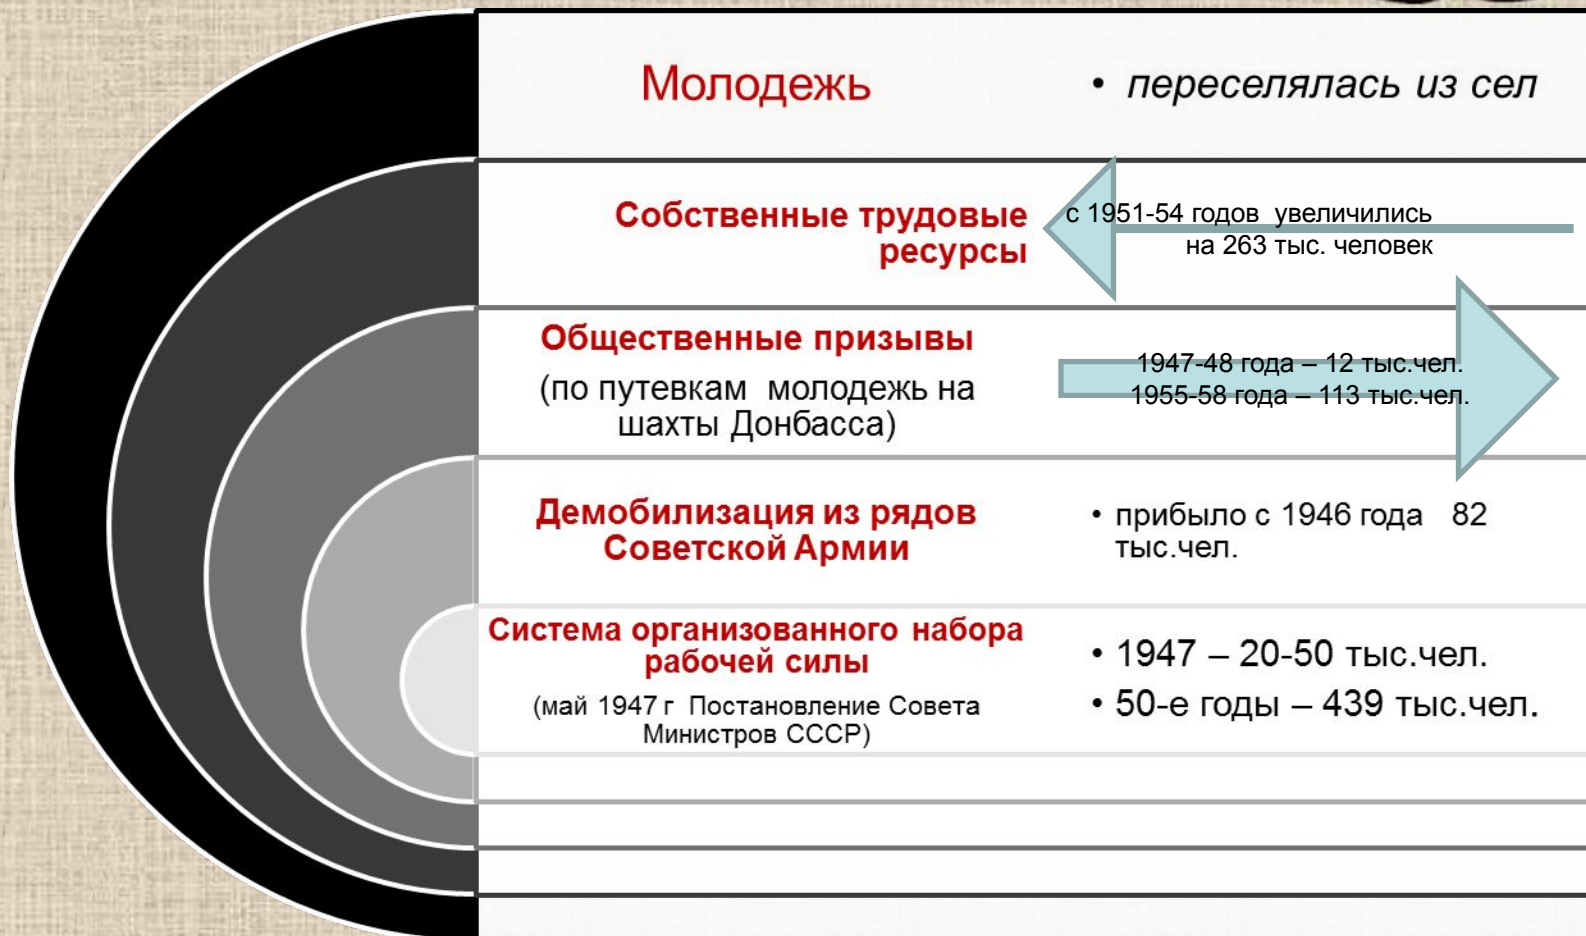 Молодежь
• переселялась из сел
Собственные трудовые
ресурсы
с 1951-54 годов увеличились
на 263 тыс. человек
Общественные призывы
(по путевкам молодежь на
шахты Донбасса)
1947-48 года – 12 тыс.чел.
1955-58 года – 113 тыс.чел.
Демобилизация из рядов
Советской Армии
• прибыло с 1946 года 82
тыс.чел.
Система организованного набора
рабочей силы
(май 1947 г Постановление Совета
Министров СССР)
• 1947 – 20-50 тыс.чел.
• 50-е годы – 439 тыс.чел.